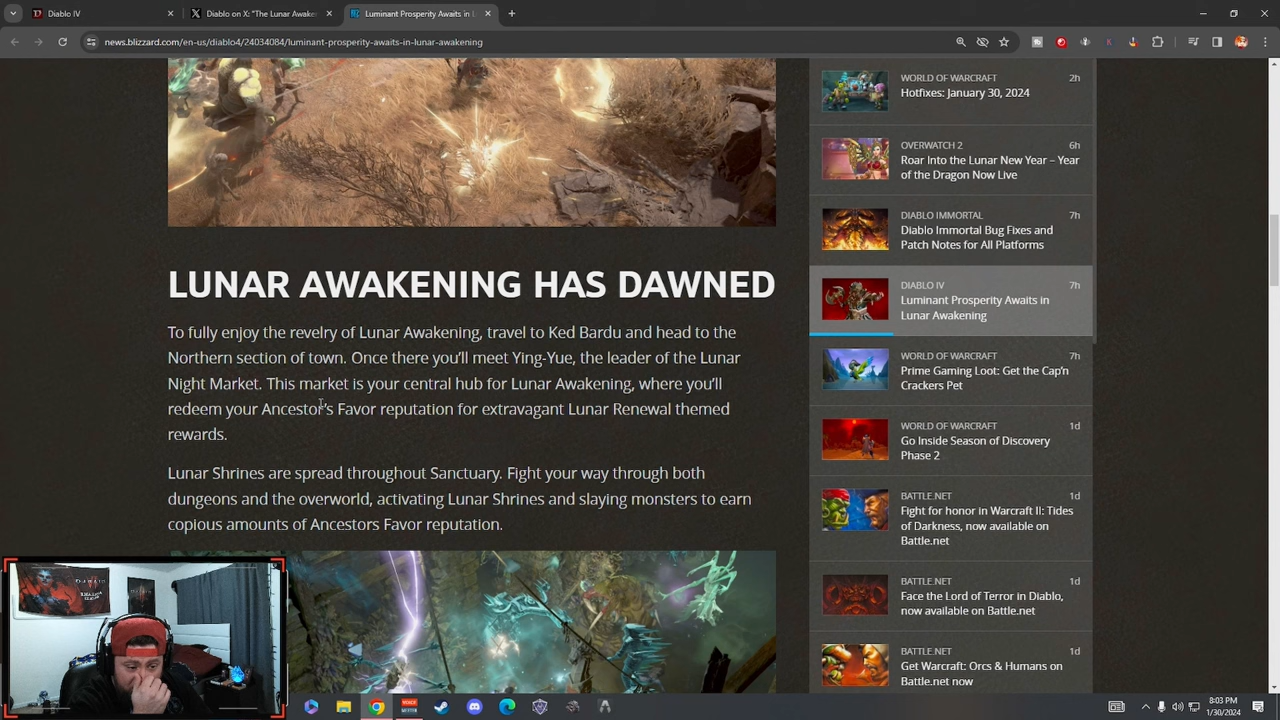 Diablo IV
Diablo on X: "The Lunar Awake
Luminant Prosperity Awaits in L
news.blizzard.com/en-us/diablo4/24034084/luminant-prosperity-awaits-in-lunar-awakening
LUNAR AWAKENING HAS DAWNED
To fully enjoy the revelry of Lunar Awakening, travel to Ked Bardu and head to the
Northern section of town. Once there you'll meet Ying-Yue, the leader of the Lunar
Night Market. This market is your central hub for Lunar Awakening, where you'll
redeem your Ancestor's Favor reputation for extravagant Lunar Renewal themed
rewards.
Lunar Shrines are spread throughout Sanctuary. Fight your way through both
dungeons and the overworld, activating Lunar Shrines and slaying monsters to earn
copious amounts of Ancestors Favor reputation.
WORLD OF WARCRAFT 2h
Hotfixes: January 30, 2024
OVERWATCH 2 6h
Roar Into the Lunar New Year – Year
of the Dragon Now Live
DIABLO IMMORTAL 7h
Diablo Immortal Bug Fixes and
Patch Notes for All Platforms
DIABLO IV 7h
Luminant Prosperity Awaits in
Lunar Awakening
WORLD OF WARCRAFT 7h
Prime Gaming Loot: Get the Cap'n
Crackers Pet
WORLD OF WARCRAFT 1d
Go Inside Season of Discovery
Phase 2
BATTLE.NET 1d
Fight for honor in Warcraft II: Tides
of Darkness, now available on
Battle.net
BATTLE.NET 1d
Face the Lord of Terror in Diablo,
now available on Battle.net
BATTLE.NET 1d
Get Warcraft: Orcs & Humans on
Battle.net now
8:03 PM
1/30/2024